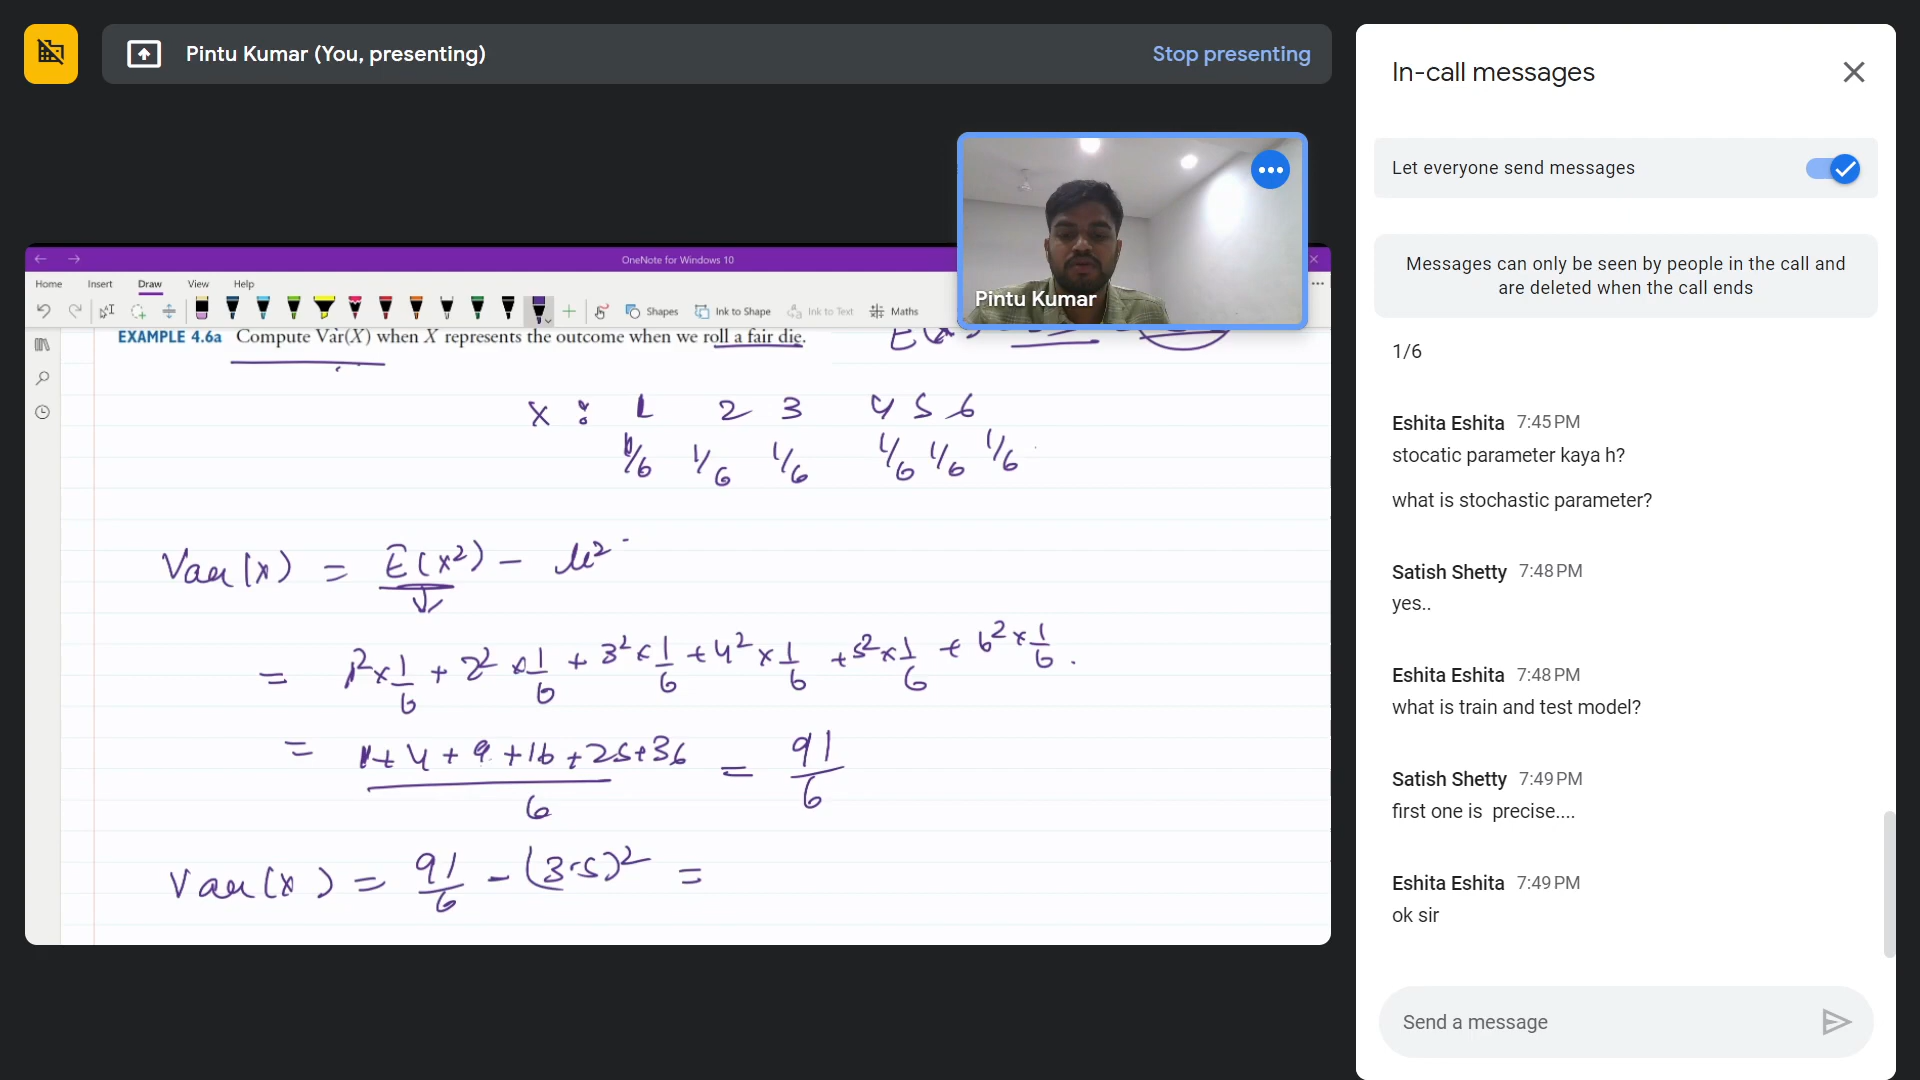 Pintu Kumar (You, presenting)
Stop presenting
In-call messages
Let everyone send messages
Messages can only be seen by people in the call and
are deleted when the call ends
1/6
Eshita Eshita 7:45 PM
stocatic parameter kaya h?
what is stochastic parameter?
Satish Shetty 7:48 PM
yes..
Eshita Eshita 7:48 PM
what is train and test model?
Satish Shetty 7:49 PM
first one is precise....
Eshita Eshita 7:49 PM
ok sir
Send a message
Pintu Kumar
OneNote for Windows 10
Home Insert Draw View Help
Shapes Ink to Shape Ink to Text Maths
EXAMPLE 4.6a Compute Var(X) when X represents the outcome when we roll a fair die.
X : 1 2 3 4 5 6
1/6 1/6 1/6 1/6 1/6 1/6
Var(x) = E(x²) - μ²
= 1² × 1/6 + 2² × 1/6 + 3² × 1/6 + 4² × 1/6 + 5² × 1/6 + 6² × 1/6 .
= 1+4+9+16+25+36 / 6 = 91/6
Var(x) = 91/6 - (3.5)² =